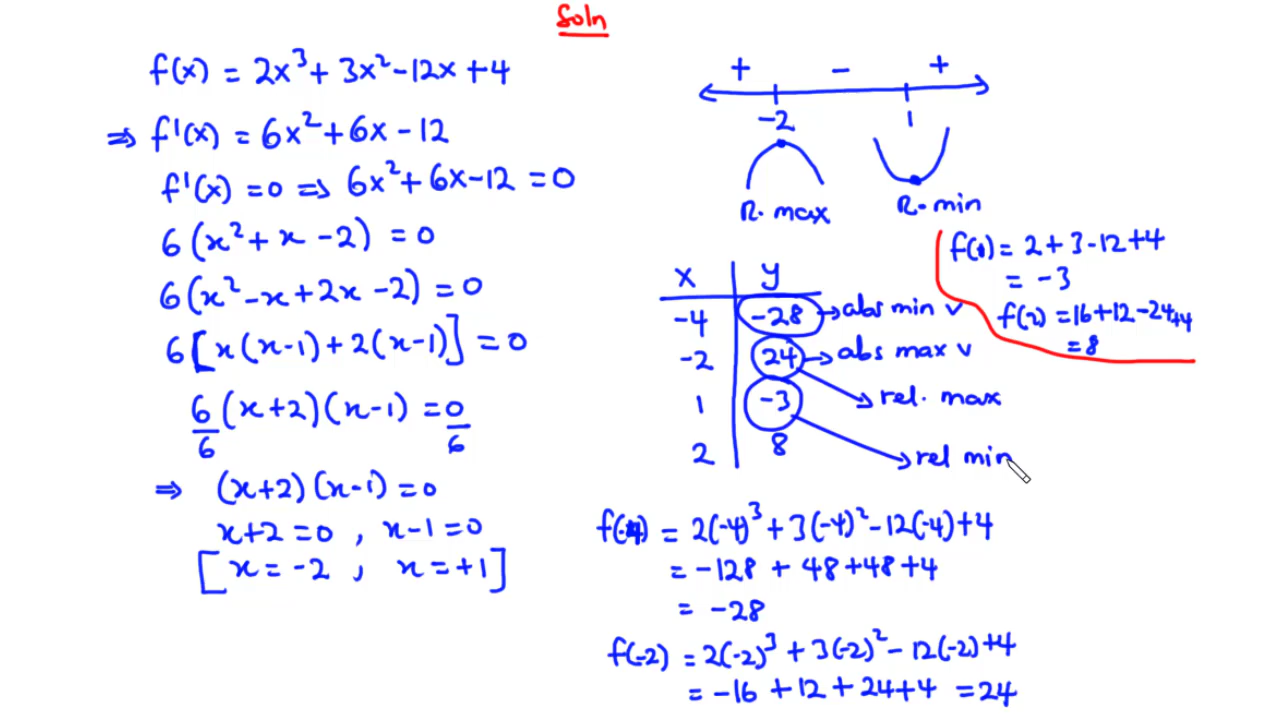 Soln
f(x) = 2x³ + 3x² - 12x + 4
⇒ f'(x) = 6x² + 6x - 12
f'(x) = 0 ⇒ 6x² + 6x - 12 = 0
6(x² + x - 2) = 0
6(x² - x + 2x - 2) = 0
6[x(x-1) + 2(x-1)] = 0
6/6 (x+2)(x-1) = 0/6
⇒ (x+2)(x-1) = 0
x+2 = 0 , x-1 = 0
[x = -2 , x = +1]
+ - +
-2 1
R. max R. min
f(1) = 2 + 3 - 12 + 4
= -3
f(2) = 16 + 12 - 24 + 4
= 8
x y
-4 -28 → abs min v
-2 24 → abs max v
→ rel. max
1 -3
→ rel min
2 8
f(-4) = 2(-4)³ + 3(-4)² - 12(-4) + 4
= -128 + 48 + 48 + 4
= -28
f(-2) = 2(-2)³ + 3(-2)² - 12(-2) + 4
= -16 + 12 + 24 + 4 = 24